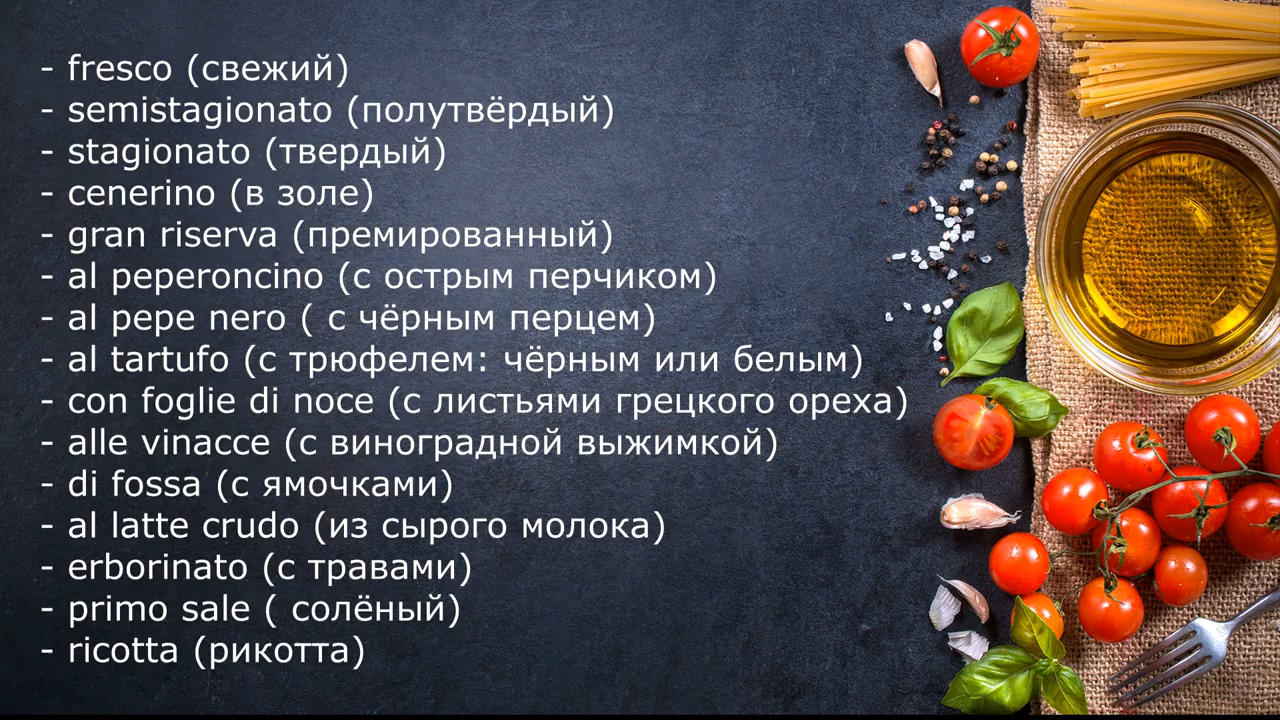 - fresco (свежий)
- semistagionato (полутвёрдый)
- stagionato (твердый)
- cenerino (в золе)
- gran riserva (премированный)
- al peperoncino (с острым перчиком)
- al pepe nero ( с чёрным перцем)
- al tartufo (с трюфелем: чёрным или белым)
- con foglie di noce (с листьями грецкого ореха)
- alle vinacce (с виноградной выжимкой)
- di fossa (с ямочками)
- al latte crudo (из сырого молока)
- erborinato (с травами)
- primo sale ( солёный)
- ricotta (рикотта)